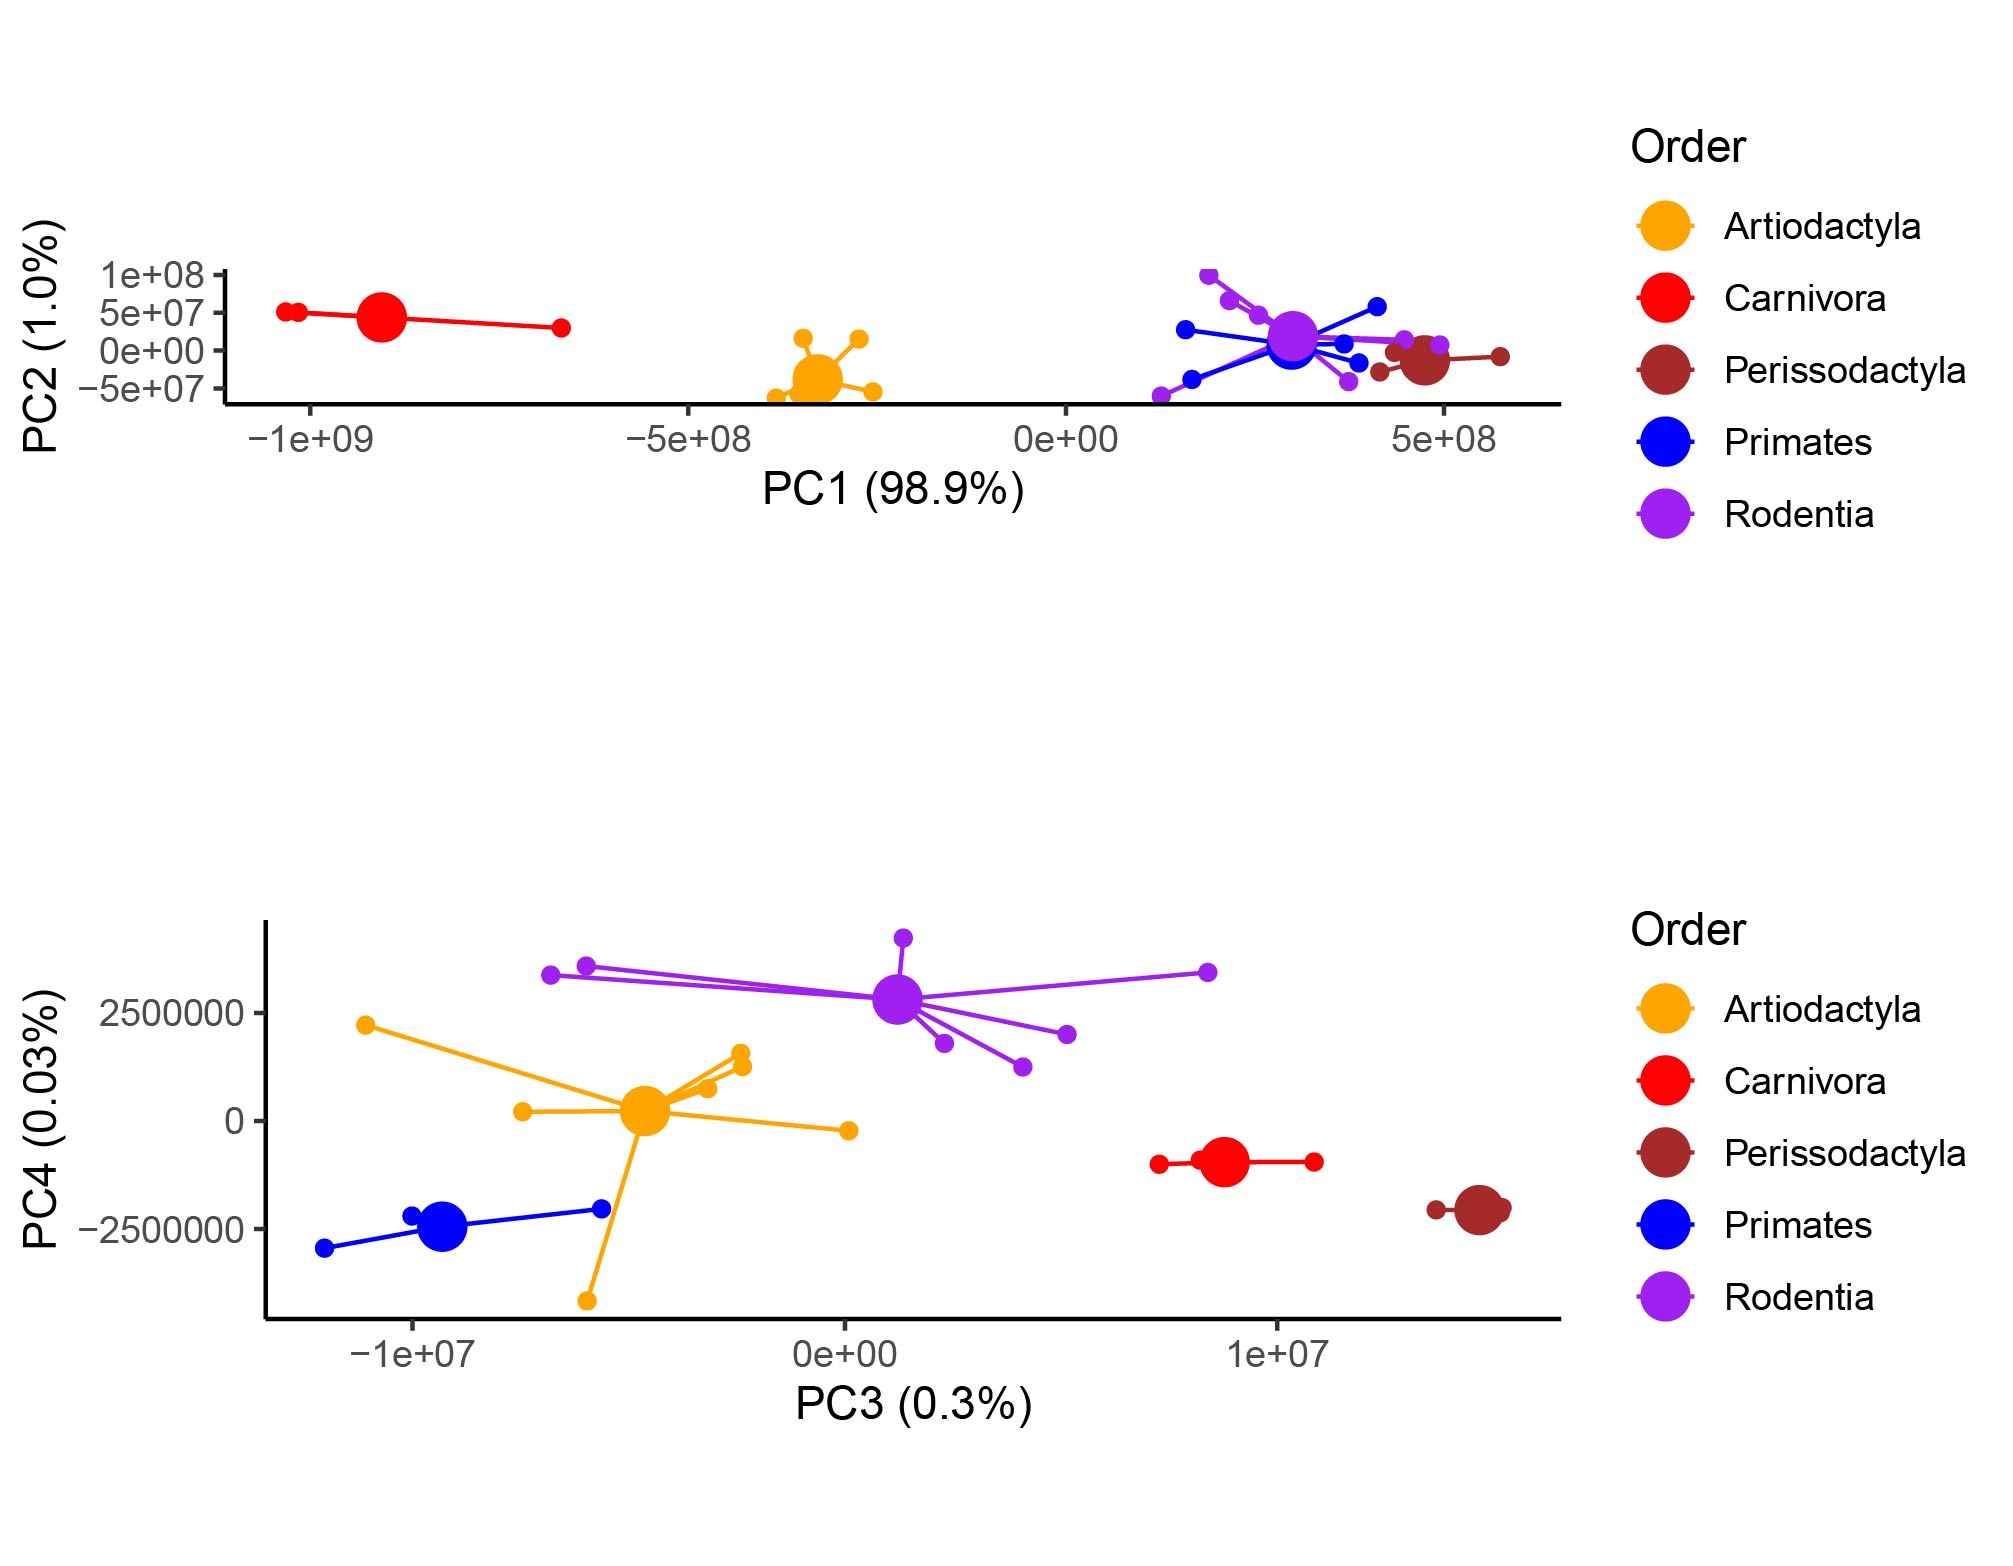 Order
Artiodactyla
Carnivora
Perissodactyla
Primates
Rodentia
PC2 (1.0%)
1e+08
5e+07
0e+00
−5e+07
−1e+09 −5e+08 0e+00 5e+08
PC1 (98.9%)
Order
Artiodactyla
Carnivora
Perissodactyla
Primates
Rodentia
PC4 (0.03%)
2500000
0
−2500000
−1e+07 0e+00 1e+07
PC3 (0.3%)